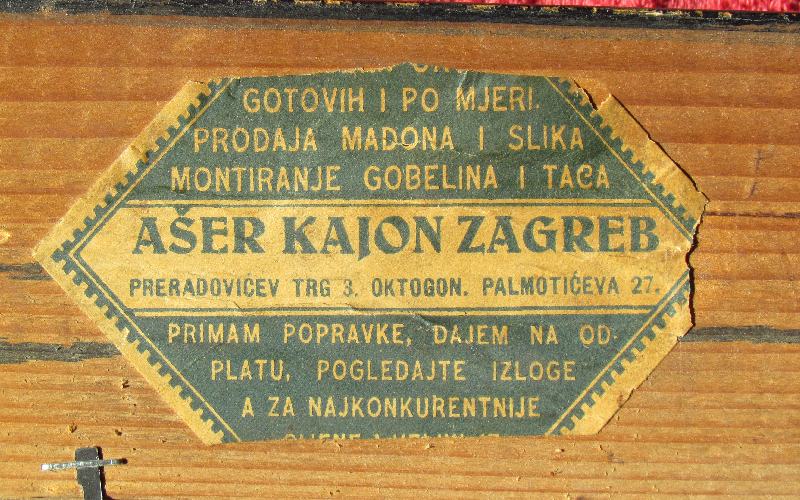 GOTOVIH I PO MJERI.
PRODAJA MADONA I SLIKA
MONTIRANJE GOBELINA I TACA
AŠER KAJON ZAGREB
PRERADOVIĆEV TRG 3. OKTOGON. PALMOTIĆEVA 27.
PRIMAM POPRAVKE, DAJEM NA OD-
PLATU, POGLEDAJTE IZLOGE
A ZA NAJKONKURENTNIJE